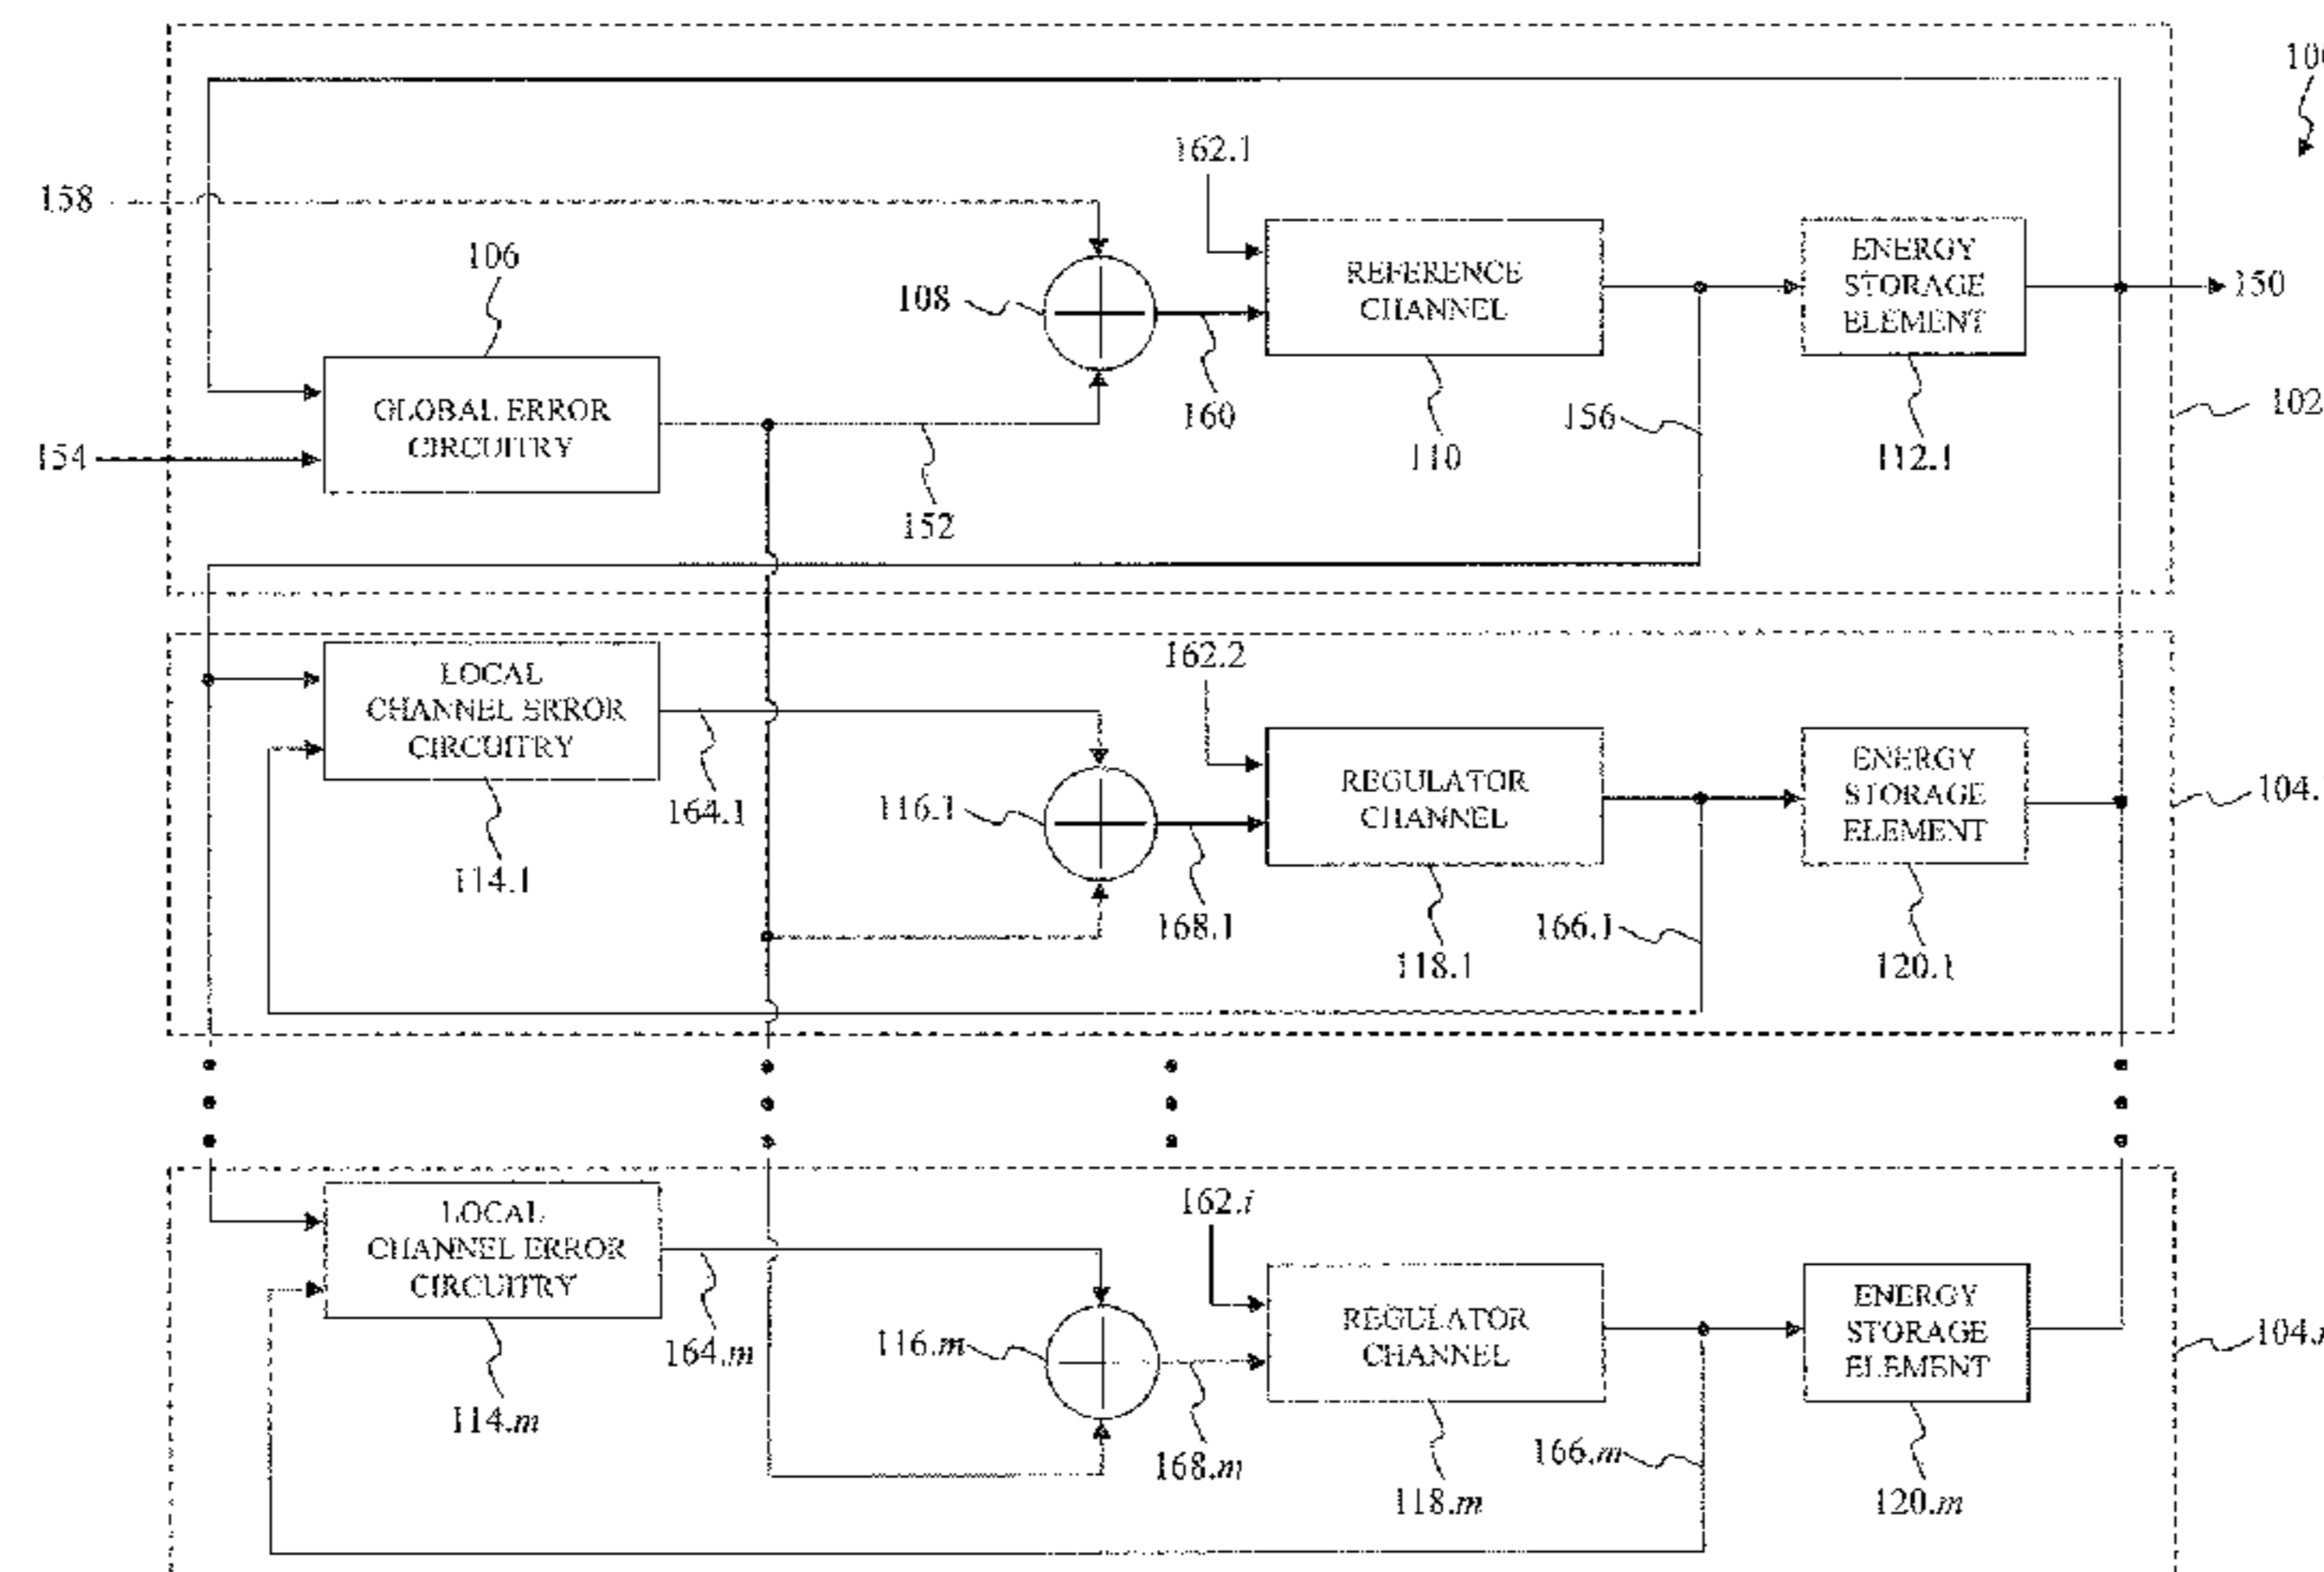 100
162.1
158
106
108
REFERENCE
CHANNEL
ENERGY
STORAGE
ELEMENT
150
GLOBAL ERROR
CIRCUITRY
154
160
156
110
112.1
102
152
LOCAL
CHANNEL ERROR
CIRCUITRY
162.2
164.1
116.1
REGULATOR
CHANNEL
ENERGY
STORAGE
ELEMENT
114.1
168.1
166.1
118.1
120.1
LOCAL
CHANNEL ERROR
CIRCUITRY
162.i
164.m
116.m
REGULATOR
CHANNEL
ENERGY
STORAGE
ELEMENT
114.m
168.m
166.m
118.m
120.m